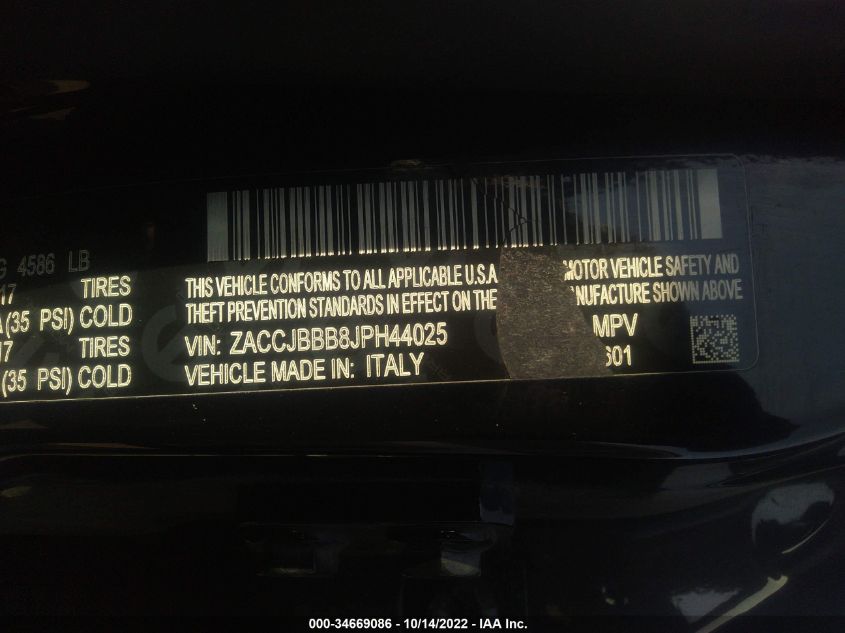 G 4586 LB
17 TIRES
(35 PSI) COLD
17 TIRES
(35 PSI) COLD
THIS VEHICLE CONFORMS TO ALL APPLICABLE U.S.A MOTOR VEHICLE SAFETY AND
THEFT PREVENTION STANDARDS IN EFFECT ON THE NUFACTURE SHOWN ABOVE
VIN: ZACCJBBB8JPH44025 MPV
VEHICLE MADE IN: ITALY 601
000-34669086 - 10/14/2022 - IAA Inc.